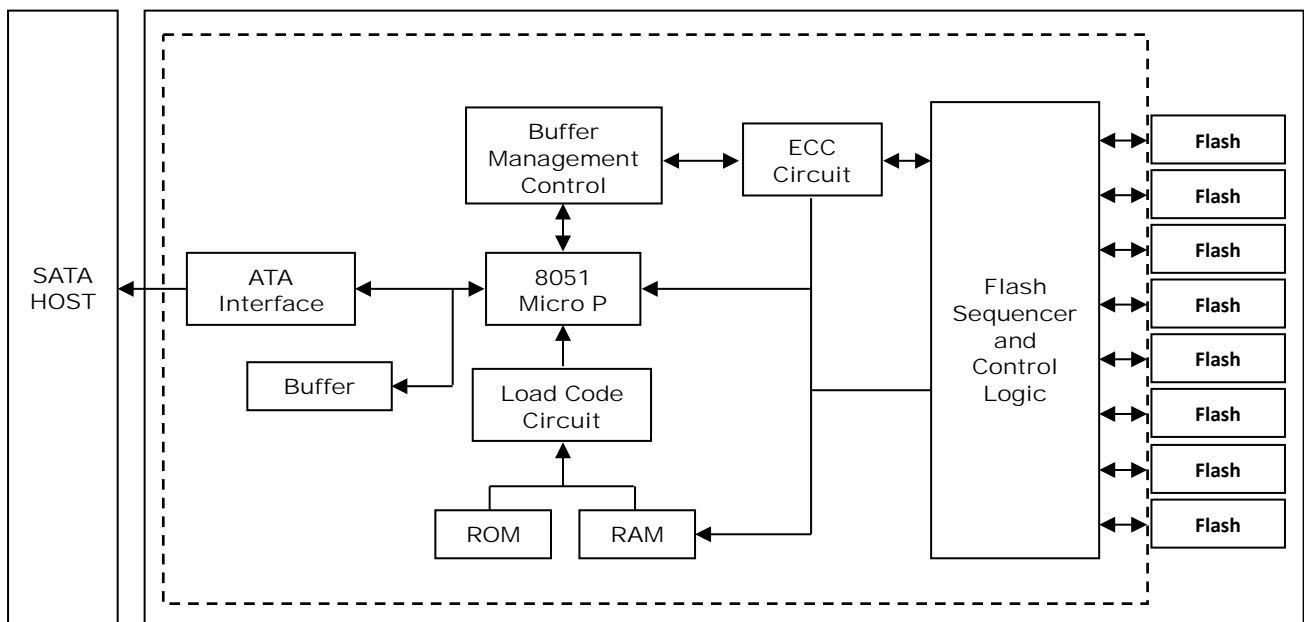 SATA
HOST
ATA
Interface
Buffer
Buffer
Management
Control
8051
Micro P
Load Code
Circuit
ROM
RAM
ECC
Circuit
Flash
Sequencer
and
Control
Logic
Flash
Flash
Flash
Flash
Flash
Flash
Flash
Flash